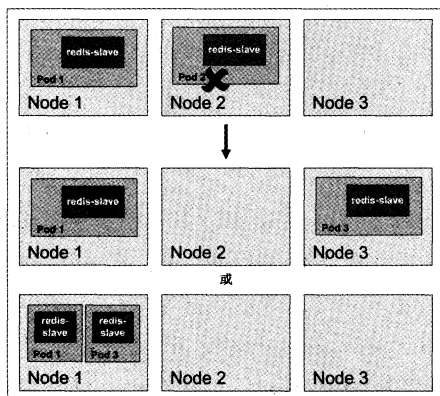 redis-slave
Pod 1
Node 1
redis-slave
Pod 2
Node 2
Node 3
redis-slave
Pod 1
Node 1
Node 2
redis-slave
Pod 3
Node 3
或
redis-
slave
Pod 1
redis-
slave
Pod 3
Node 1
Node 2
Node 3